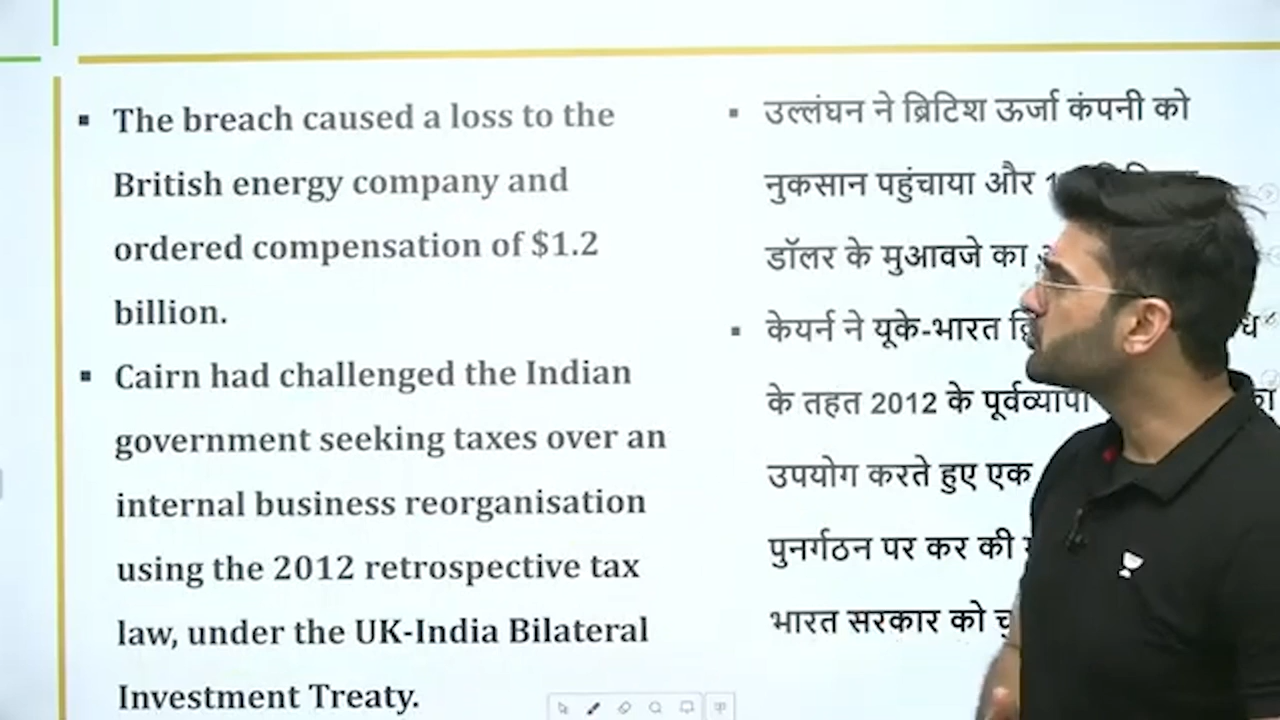 ▪ The breach caused a loss to the
British energy company and
ordered compensation of $1.2
billion.
▪ Cairn had challenged the Indian
government seeking taxes over an
internal business reorganisation
using the 2012 retrospective tax
law, under the UK-India Bilateral
Investment Treaty.
▪ उल्लंघन ने ब्रिटिश ऊर्जा कंपनी को
नुकसान पहुंचाया और
डॉलर के मुआवजे का
▪ केयर्न ने यूके-भारत
के तहत 2012 के पूर्वव्यापी
उपयोग करते हुए एक
पुनर्गठन पर कर की
भारत सरकार को